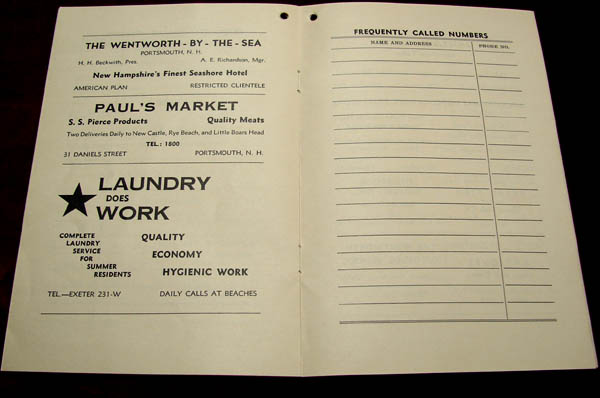 THE WENTWORTH - BY - THE - SEA
PORTSMOUTH, N. H.
H. H. Beckwith, Pres. A. E. Richardson, Mgr.
New Hampshire's Finest Seashore Hotel
AMERICAN PLAN RESTRICTED CLIENTELE
PAUL'S MARKET
S. S. Pierce Products Quality Meats
Two Deliveries Daily to New Castle, Rye Beach, and Little Boars Head
TEL: 1800
31 DANIELS STREET PORTSMOUTH, N. H.
LAUNDRY
DOES
WORK
COMPLETE
LAUNDRY
SERVICE
FOR
SUMMER
RESIDENTS
QUALITY
ECONOMY
HYGIENIC WORK
TEL.—EXETER 231-W DAILY CALLS AT BEACHES
FREQUENTLY CALLED NUMBERS
NAME AND ADDRESS PHONE NO.